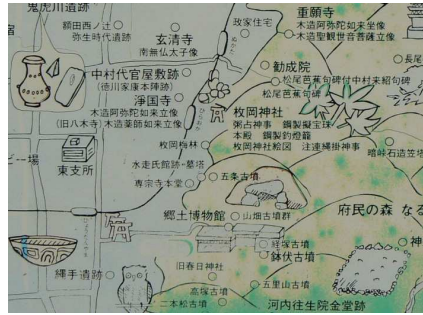 鬼虎川遺跡
額田西ノ辻
弥生時代遺跡
玄清寺
南無仏太子像
政家住宅
重願寺
木造阿弥陀如来坐像
木造聖観世音菩薩立像
中村代官屋敷跡
(徳川家康本陣跡)
浄国寺
木造阿弥陀如来立像
(旧八木寺)木造薬師如来立像
勧成院
松尾芭蕉句碑付中村来紹句碑
松尾芭蕉句碑
長尾
枚岡神社
粥占神事 銅製擬宝珠
本殿 銅製釣燈籠
枚岡神社絵図 注連縄掛神事
枚岡梅林
暗峠石造笠塔
場
東支所
水走氏館跡・墓塔
専宗寺本堂
五条古墳
郷土博物館
山畑古墳群
府民の森 なる
経塚古墳
鉢伏古墳
神
縄手遺跡
旧春日神社
高塚古墳
二本松古墳
五里山古墳
河内往生院金堂跡